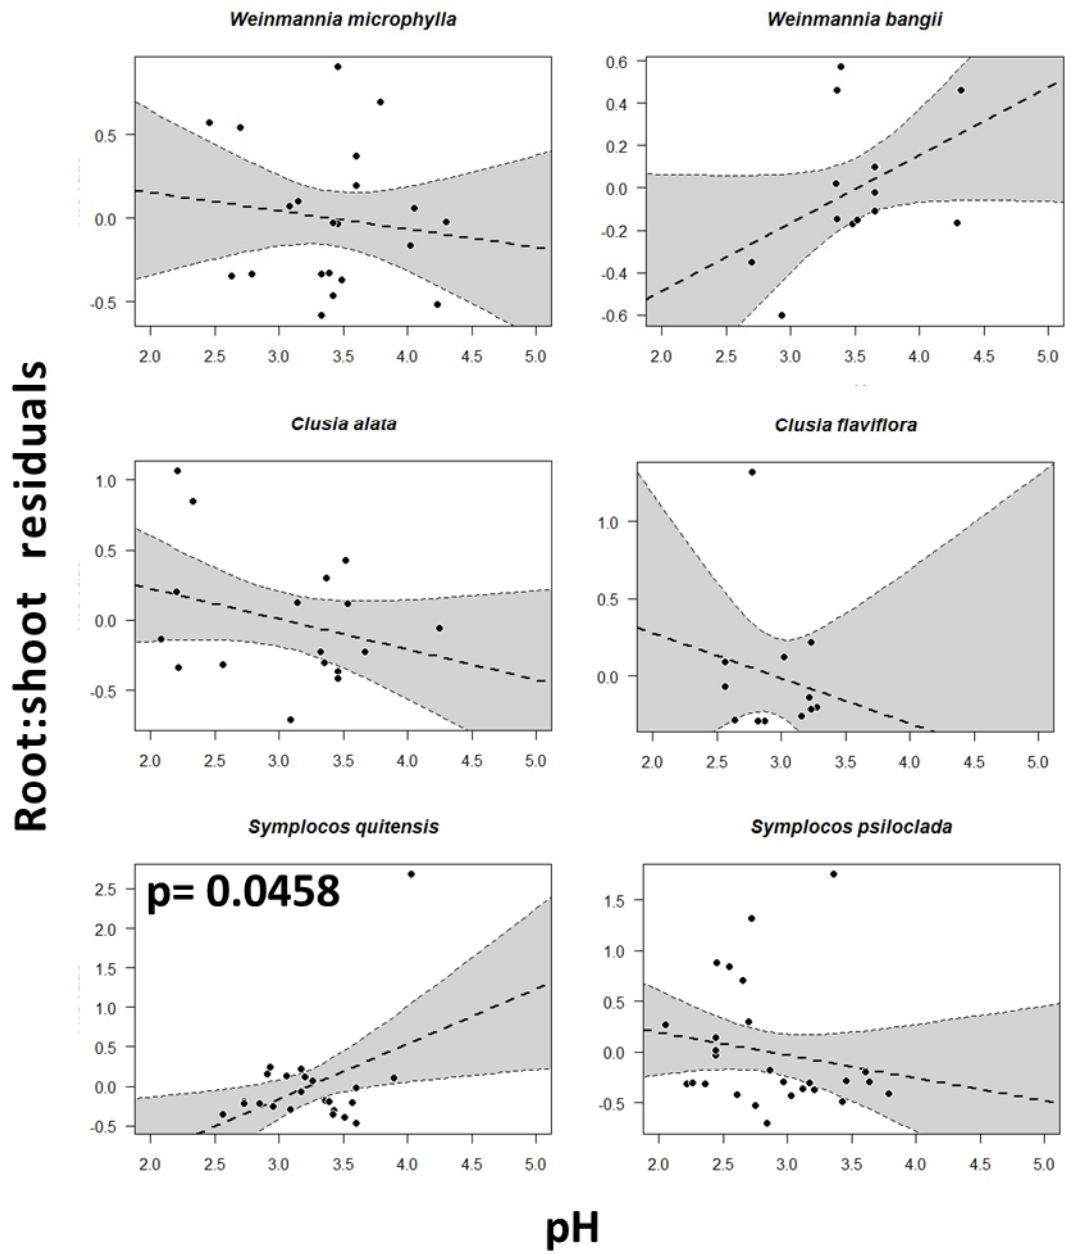 Weinmannia microphylla
0.5
0.0
-0.5
2.0 2.5 3.0 3.5 4.0 4.5 5.0
Weinmannia bangii
0.6
0.4
0.2
0.0
-0.2
-0.4
-0.6
2.0 2.5 3.0 3.5 4.0 4.5 5.0
Root:shoot residuals
Clusia alata
1.0
0.5
0.0
-0.5
2.0 2.5 3.0 3.5 4.0 4.5 5.0
Clusia flaviflora
1.0
0.5
0.0
2.0 2.5 3.0 3.5 4.0 4.5 5.0
Symplocos quitensis
p= 0.0458
2.5
2.0
1.5
1.0
0.5
0.0
-0.5
2.0 2.5 3.0 3.5 4.0 4.5 5.0
Symplocos psiloclada
1.5
1.0
0.5
0.0
-0.5
2.0 2.5 3.0 3.5 4.0 4.5 5.0
pH